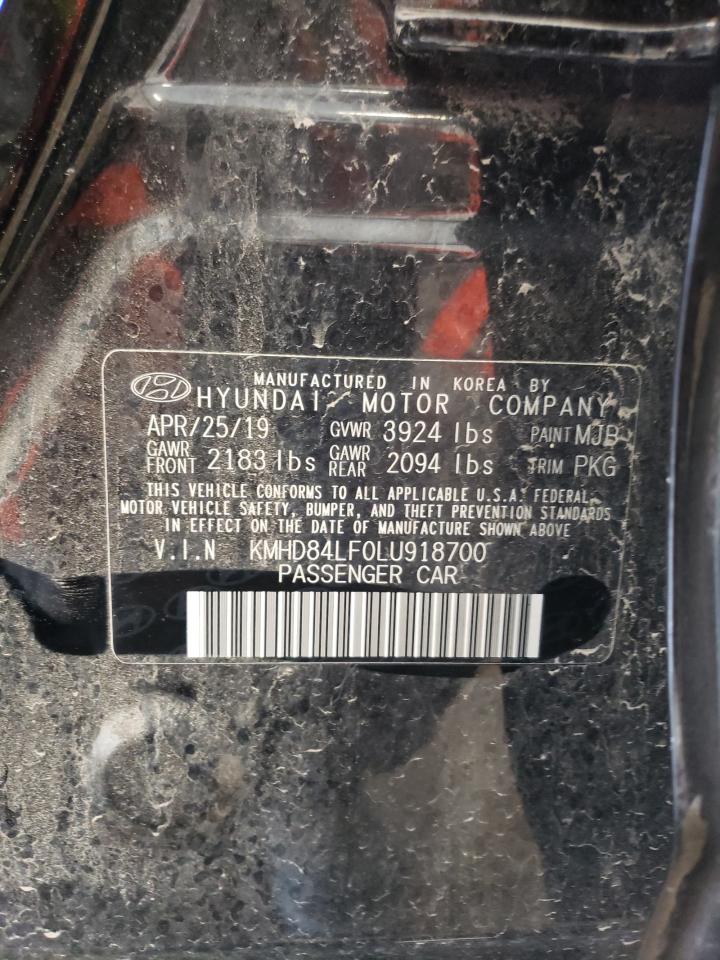 MANUFACTURED IN KOREA BY
HYUNDAI MOTOR COMPANY
APR/25/19 GVWR 3924 lbs PAINT MJB
GAWR FRONT 2183 lbs GAWR REAR 2094 lbs TRIM PKG
THIS VEHICLE CONFORMS TO ALL APPLICABLE U.S.A. FEDERAL
MOTOR VEHICLE SAFETY, BUMPER, AND THEFT PREVENTION STANDARDS
IN EFFECT ON THE DATE OF MANUFACTURE SHOWN ABOVE
V.I.N KMHD84LF0LU918700
PASSENGER CAR